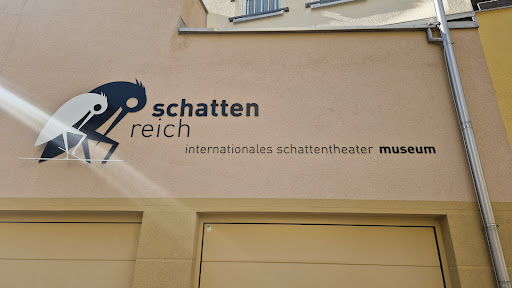 schatten
reich
internationales schattentheater museum